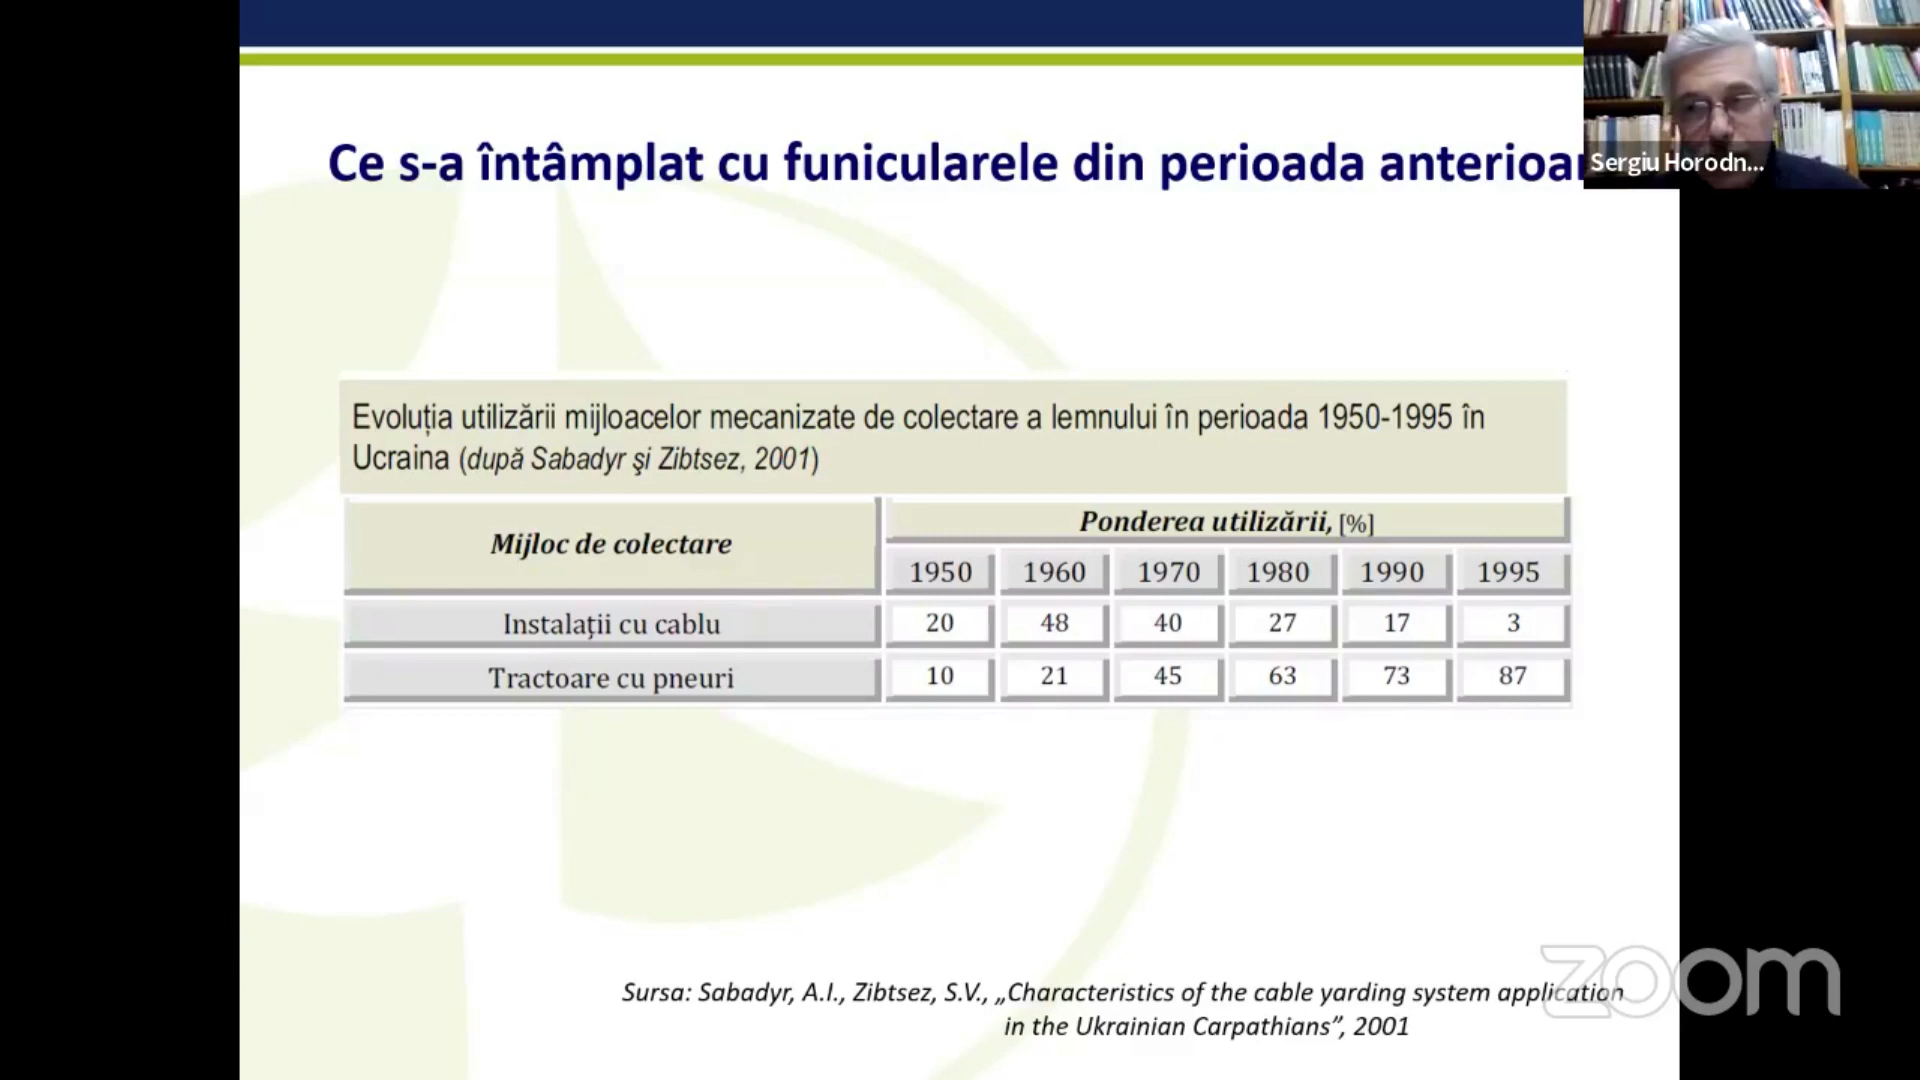 Ce s-a întâmplat cu funicularele din perioada
Sergiu Horodn...
Evoluția utilizării mijloacelor mecanizate de colectare a lemnului în perioada 1950-1995 în
Ucraina (după Sabadyr şi Zibtsez, 2001)
Mijloc de colectare
Ponderea utilizării, [%]
1950 1960 1970 1980 1990 1995
Instalații cu cablu 20 48 40 27 17 3
Tractoare cu pneuri 10 21 45 63 73 87
Sursa: Sabadyr, A.I., Zibtsez, S.V., „Characteristics of the cable yarding system application
in the Ukrainian Carpathians”, 2001
zoom